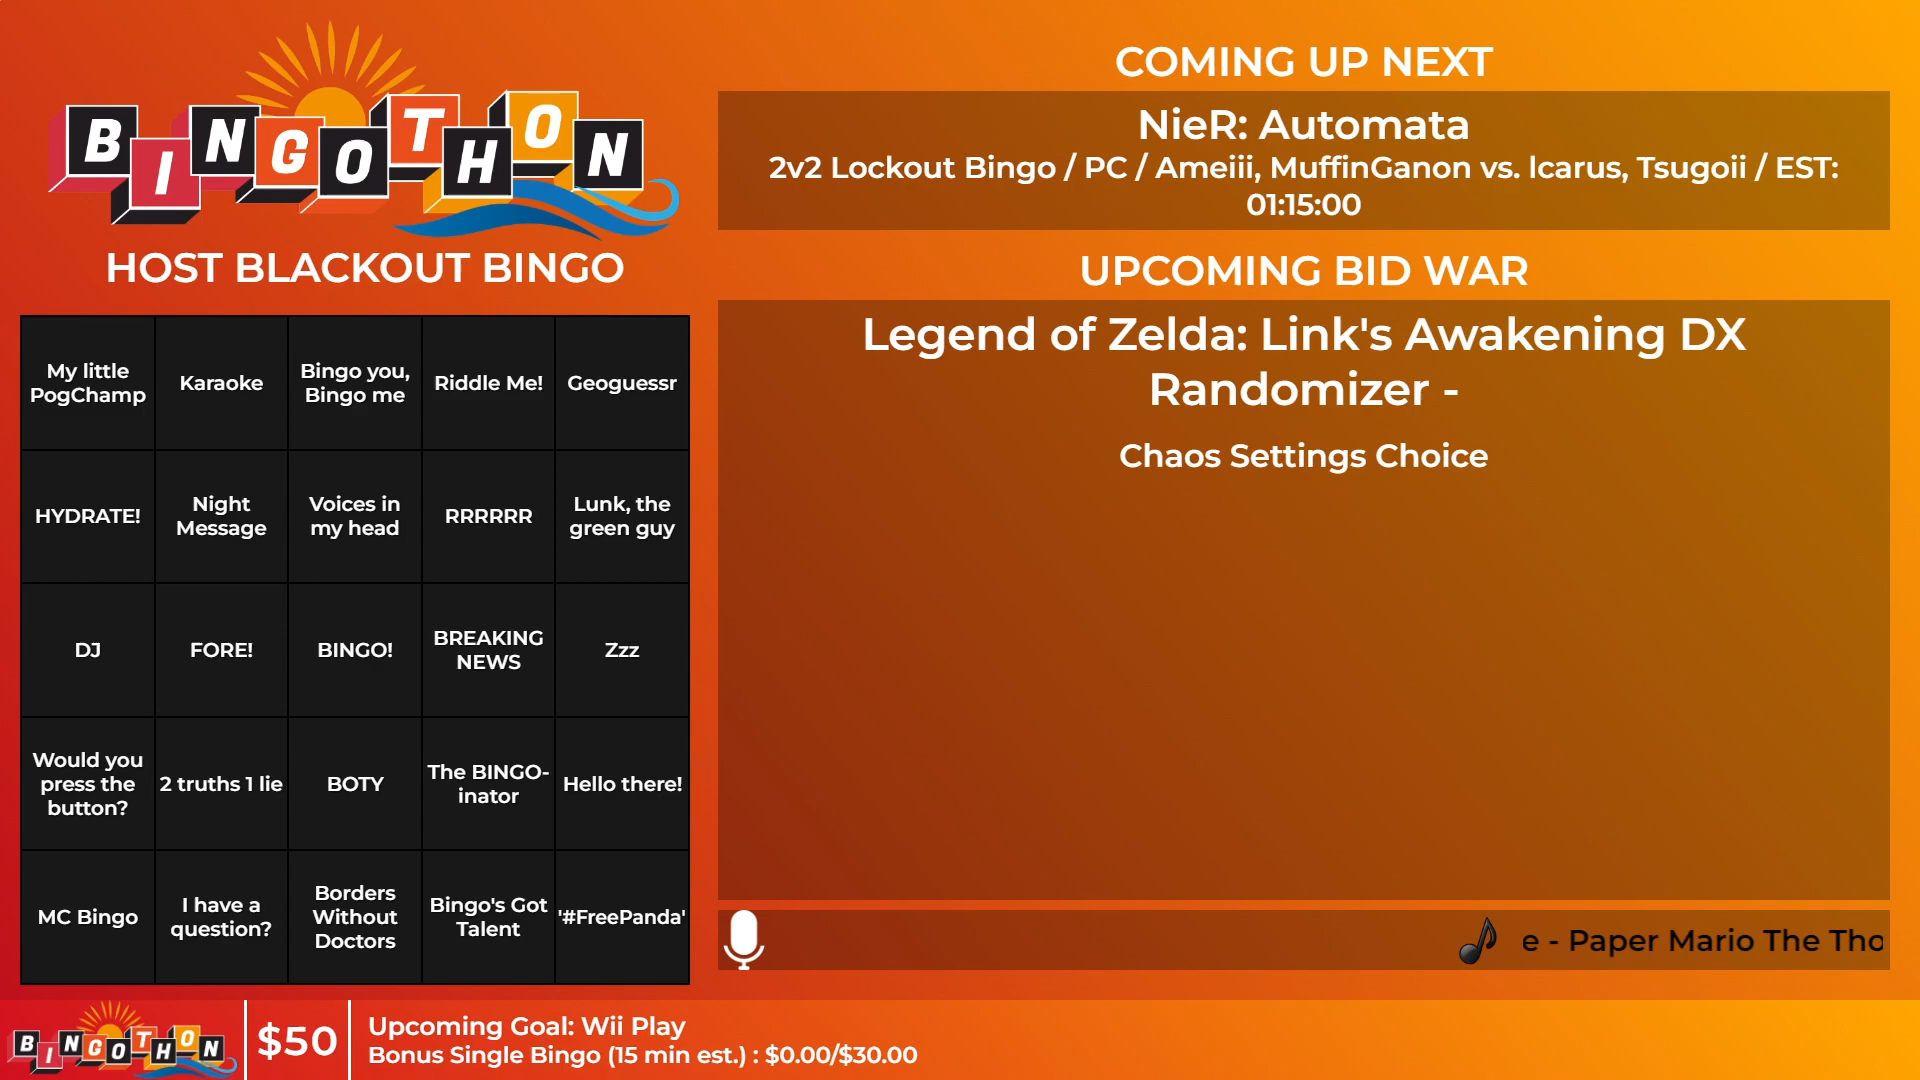 BINGOTHON
HOST BLACKOUT BINGO
My little
PogChamp
Karaoke
Bingo you,
Bingo me
Riddle Me!
Geoguessr
HYDRATE!
Night
Message
Voices in
my head
RRRRRR
Lunk, the
green guy
DJ
FORE!
BINGO!
BREAKING
NEWS
Zzz
Would you
press the
button?
2 truths 1 lie
BOTY
The BINGO-
inator
Hello there!
MC Bingo
I have a
question?
Borders
Without
Doctors
Bingo's Got
Talent
'#FreePanda'
COMING UP NEXT
NieR: Automata
2v2 Lockout Bingo / PC / Ameiii, MuffinGanon vs. Icarus, Tsugoii / EST:
01:15:00
UPCOMING BID WAR
Legend of Zelda: Link's Awakening DX
Randomizer -
Chaos Settings Choice
e - Paper Mario The Tho
BINGOTHON
$50
Upcoming Goal: Wii Play
Bonus Single Bingo (15 min est.) : $0.00/$30.00